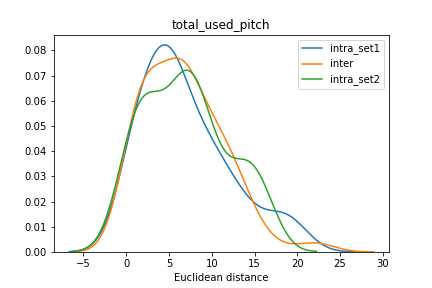 total_used_pitch
intra_set1
inter
intra_set2
0.08
0.07
0.06
0.05
0.04
0.03
0.02
0.01
0.00
−5 0 5 10 15 20 25 30
Euclidean distance